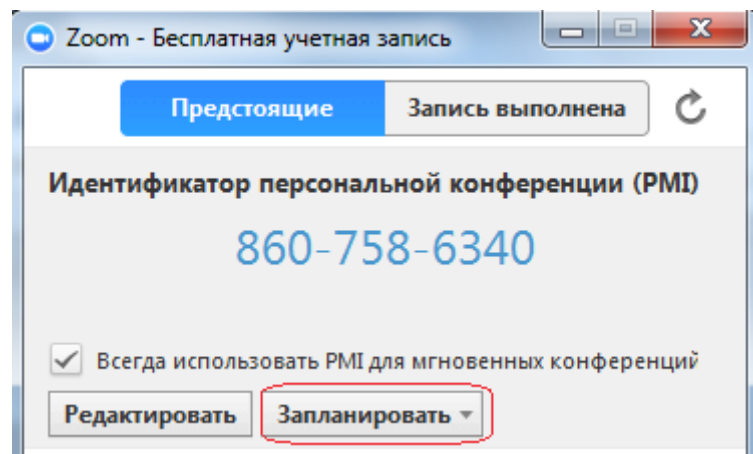 Zoom - Бесплатная учетная запись
Предстоящие Запись выполнена
Идентификатор персональной конференции (PMI)
860-758-6340
Всегда использовать PMI для мгновенных конференций
Редактировать Запланировать